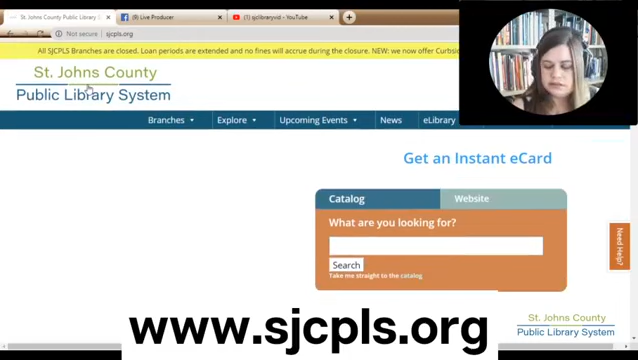 St. Johns County Public Library S
(4) Live Producer
(1) sjclibraryvid - YouTube
Not secure
sjcpls.org
All SJCPLS Branches are closed. Loan periods are extended and no fines will accrue during the closure. NEW: we now offer Curbsid
St. Johns County
Public Library System
Branches
Explore
Upcoming Events
News
eLibrary
Get an Instant eCard
Catalog
Website
What are you looking for?
Search
Take me straight to the catalog
Need Help?
www.sjcpls.org
St. Johns County
Public Library System